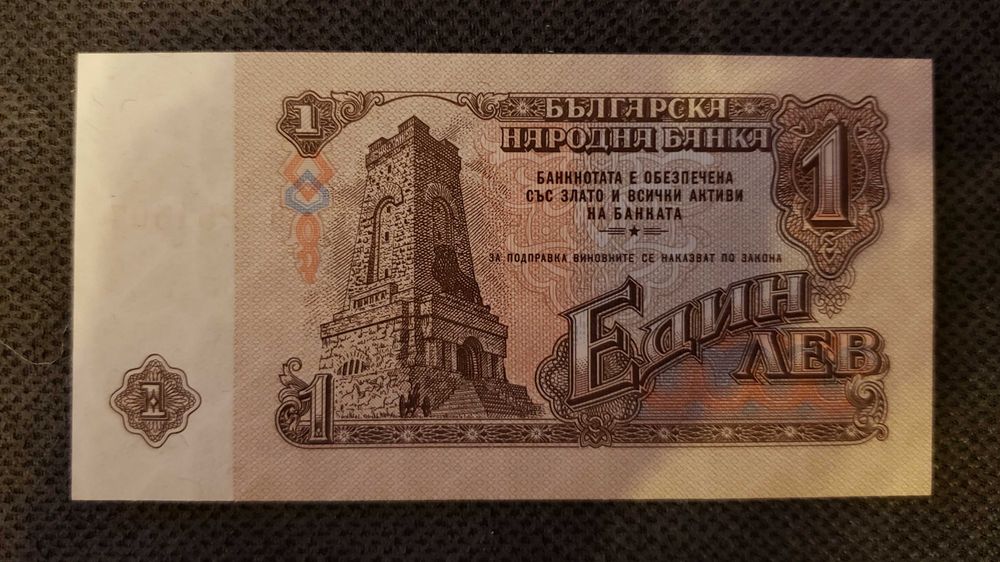 1
БЪЛГАРСКА
НАРОДНА БАНКА
1
БАНКНОТАТА Е ОБЕЗПЕЧЕНА
СЪС ЗЛАТО И ВСИЧКИ АКТИВИ
НА БАНКАТА
ЗА ПОДПРАВКА ВИНОВНИТЕ СЕ НАКАЗВАТ ПО ЗАКОНА
ЕДИН
ЛЕВ
1
1